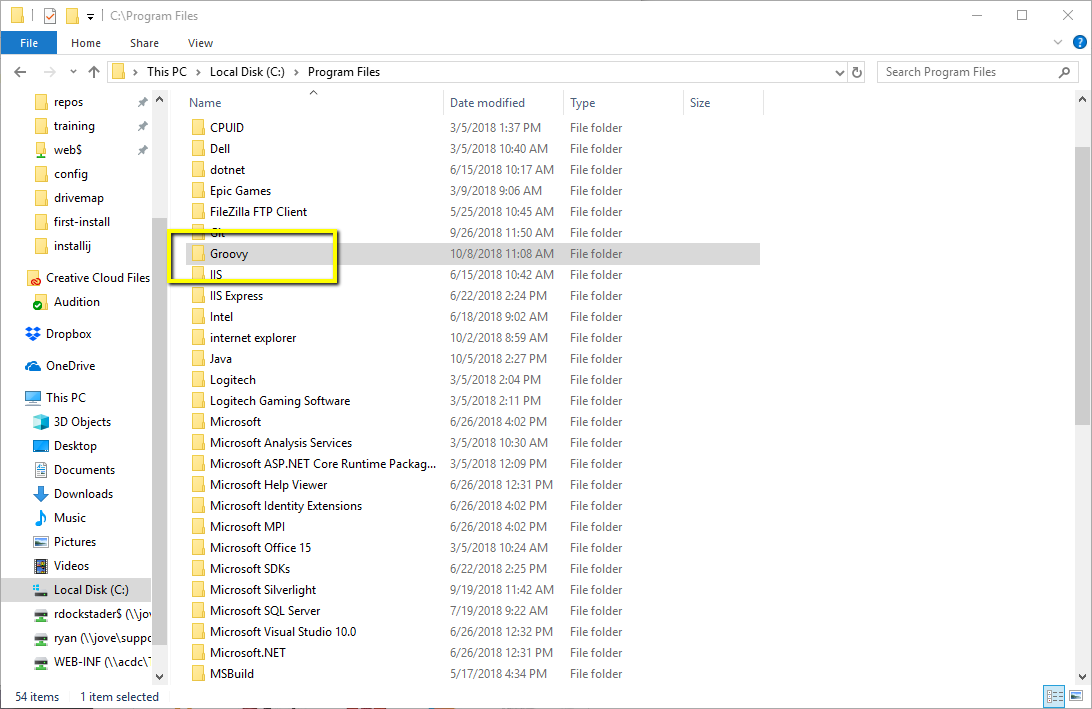 C:\Program Files
File Home Share View
This PC Local Disk (C:) Program Files
Search Program Files
repos
training
web$
config
drivemap
first-install
installij
Creative Cloud Files
Audition
Dropbox
OneDrive
This PC
3D Objects
Desktop
Documents
Downloads
Music
Pictures
Videos
Local Disk (C:)
rdockstader$ (\\jov
ryan (\\jove\suppo
WEB-INF (\\acdc\
Name Date modified Type Size
CPUID 3/5/2018 1:37 PM File folder
Dell 3/5/2018 10:40 AM File folder
dotnet 6/15/2018 10:17 AM File folder
Epic Games 3/9/2018 9:06 AM File folder
FileZilla FTP Client 5/25/2018 10:45 AM File folder
Git 9/26/2018 11:50 AM File folder
Groovy 10/8/2018 11:08 AM File folder
IIS 6/15/2018 10:42 AM File folder
IIS Express 6/22/2018 2:24 PM File folder
Intel 6/18/2018 9:02 AM File folder
internet explorer 10/2/2018 8:59 AM File folder
Java 10/5/2018 2:27 PM File folder
Logitech 3/5/2018 2:04 PM File folder
Logitech Gaming Software 3/5/2018 2:11 PM File folder
Microsoft 6/26/2018 4:02 PM File folder
Microsoft Analysis Services 3/5/2018 10:30 AM File folder
Microsoft ASP.NET Core Runtime Packag... 3/5/2018 12:09 PM File folder
Microsoft Help Viewer 6/26/2018 12:31 PM File folder
Microsoft Identity Extensions 6/26/2018 4:02 PM File folder
Microsoft MPI 6/26/2018 4:02 PM File folder
Microsoft Office 15 3/5/2018 10:24 AM File folder
Microsoft SDKs 6/22/2018 2:25 PM File folder
Microsoft Silverlight 9/19/2018 11:42 AM File folder
Microsoft SQL Server 7/19/2018 9:22 AM File folder
Microsoft Visual Studio 10.0 6/26/2018 12:32 PM File folder
Microsoft.NET 6/26/2018 12:31 PM File folder
MSBuild 5/17/2018 4:34 PM File folder
54 items 1 item selected